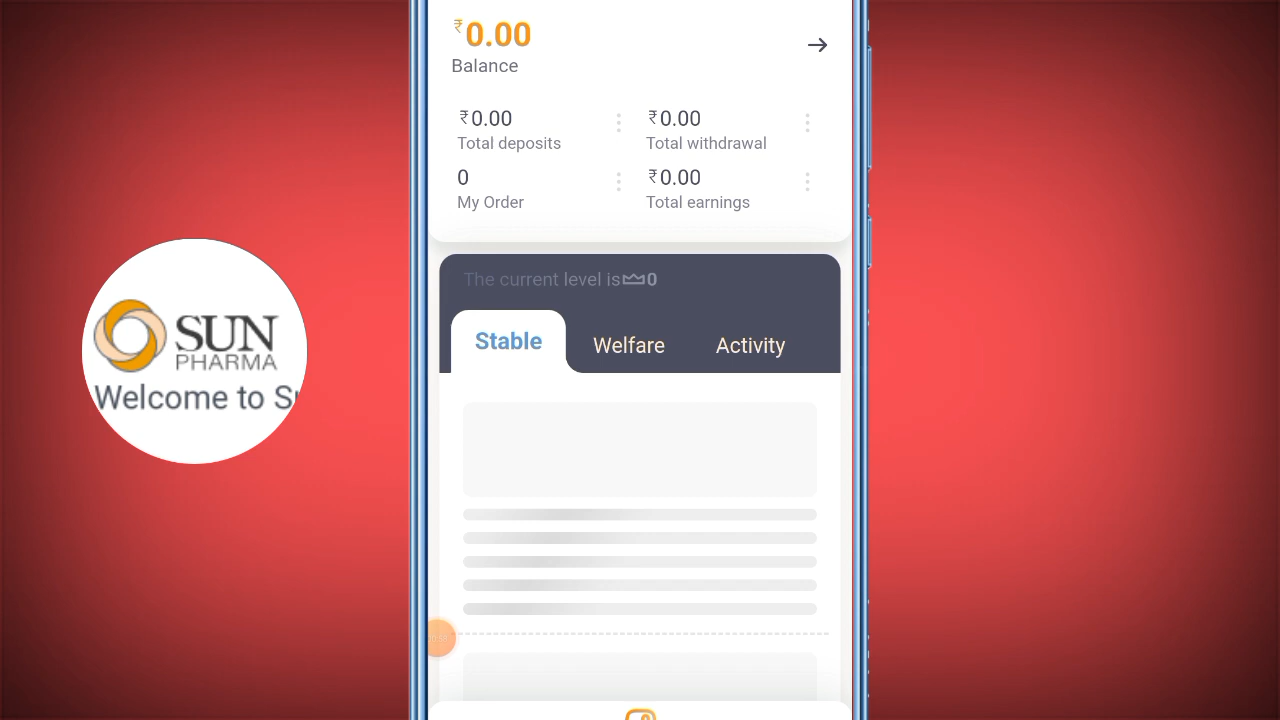 ₹0.00
Balance
₹0.00
Total deposits
₹0.00
Total withdrawal
0
My Order
₹0.00
Total earnings
The current level is 0
Stable
Welfare
Activity
SUN
PHARMA
Welcome to